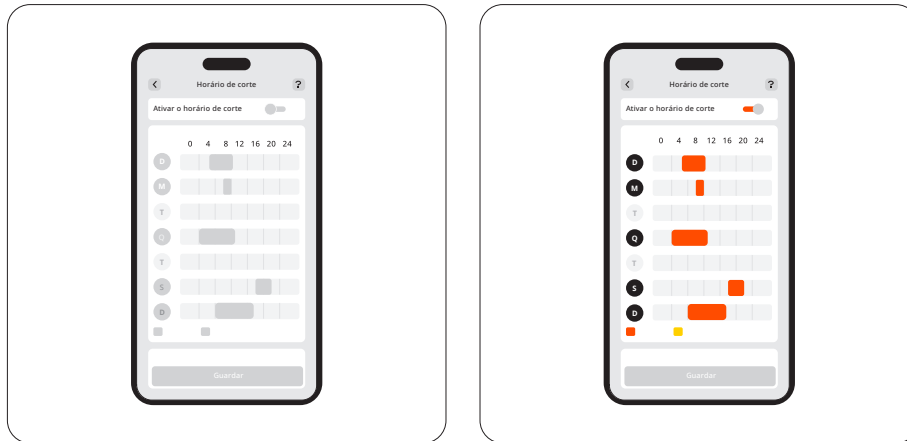 Horário de corte ?
Ativar o horário de corte
0 4 8 12 16 20 24
D
M
T
Q
T
S
D
Guardar
Horário de corte ?
Ativar o horário de corte
0 4 8 12 16 20 24
D
M
T
Q
T
S
D
Guardar